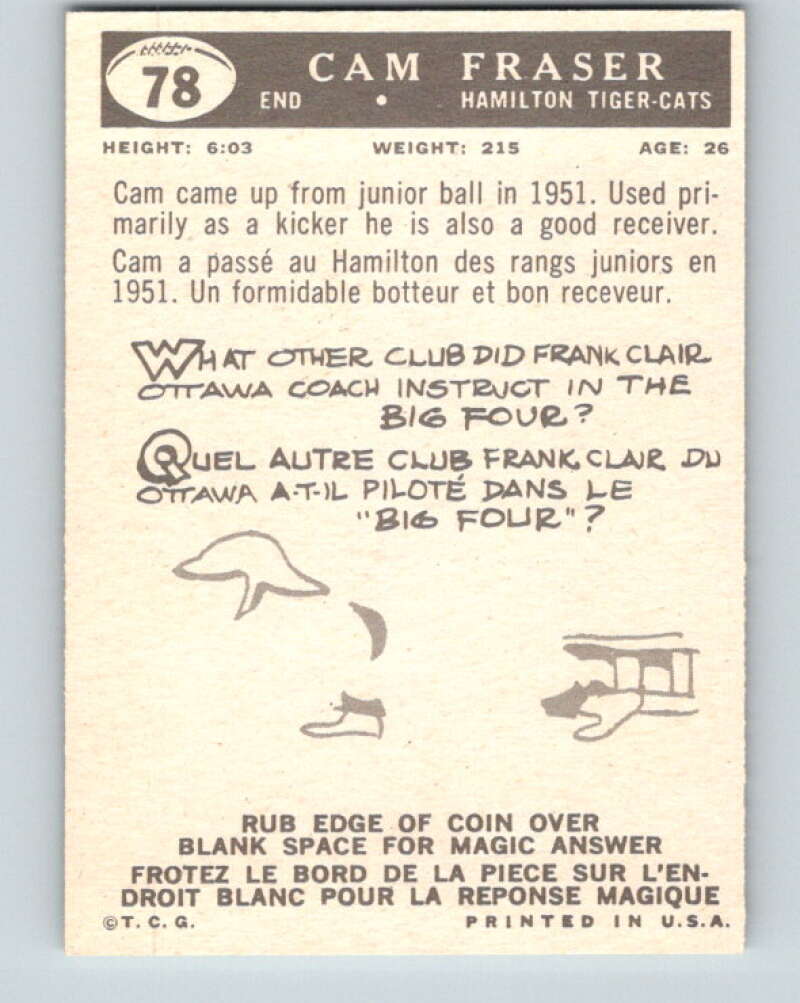 78
CAM FRASER
END • HAMILTON TIGER-CATS
HEIGHT: 6:03 WEIGHT: 215 AGE: 26
Cam came up from junior ball in 1951. Used pri-
marily as a kicker he is also a good receiver.
Cam a passé au Hamilton des rangs juniors en
1951. Un formidable botteur et bon receveur.
WHAT OTHER CLUB DID FRANK CLAIR
OTTAWA COACH INSTRUCT IN THE
BIG FOUR?
QUEL AUTRE CLUB FRANK CLAIR DU
OTTAWA A-T-IL PILOTÉ DANS LE
"BIG FOUR"?
RUB EDGE OF COIN OVER
BLANK SPACE FOR MAGIC ANSWER
FROTEZ LE BORD DE LA PIECE SUR L'EN-
DROIT BLANC POUR LA REPONSE MAGIQUE
©T. C. G. PRINTED IN U.S.A.